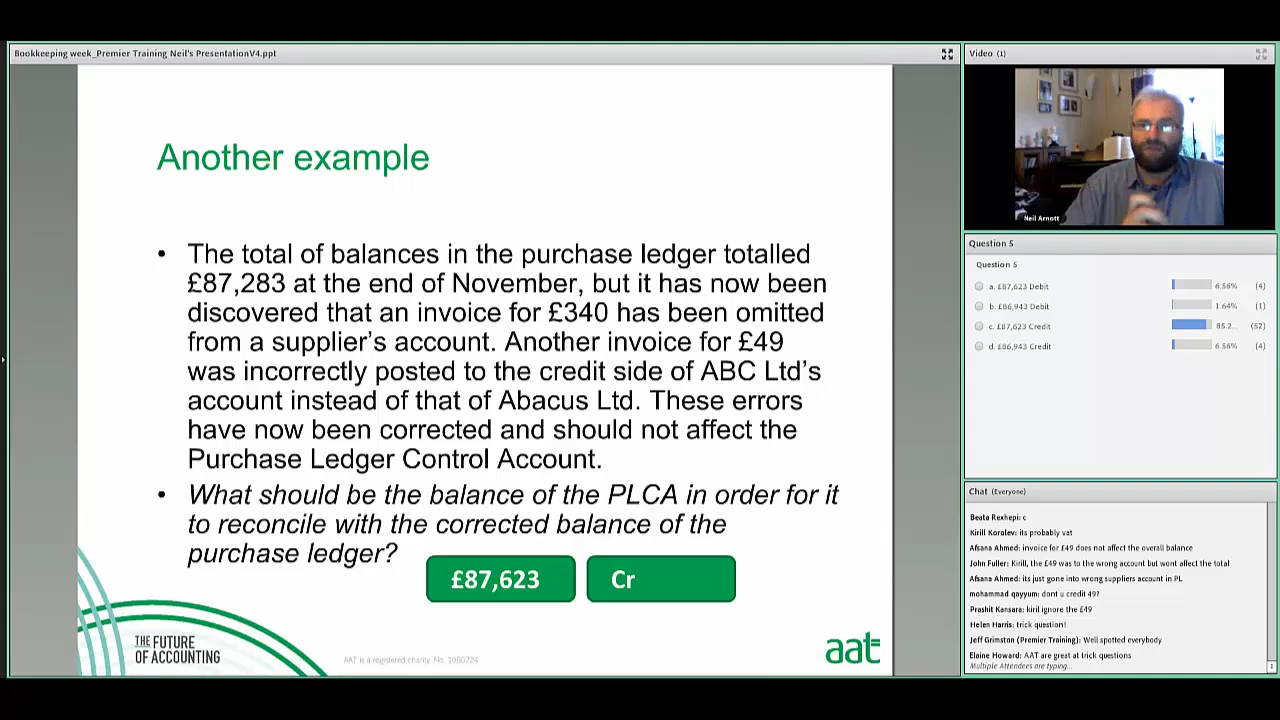 Bookkeeping week_Premier Training Neil's PresentationV4.ppt
Another example
• The total of balances in the purchase ledger totalled
£87,283 at the end of November, but it has now been
discovered that an invoice for £340 has been omitted
from a supplier's account. Another invoice for £49
was incorrectly posted to the credit side of ABC Ltd's
account instead of that of Abacus Ltd. These errors
have now been corrected and should not affect the
Purchase Ledger Control Account.
• What should be the balance of the PLCA in order for it
to reconcile with the corrected balance of the
purchase ledger?
£87,623 Cr
THE FUTURE
OF ACCOUNTING
AAT is a registered charity. No. 1050724
aat
Video (1)
Neil Arnott
Question 5
Question 5
a. £87,623 Debit 6.56% (4)
b. £86,943 Debit 1.64% (1)
c. £87,623 Credit 85.2... (52)
d. £86,943 Credit 6.56% (4)
Chat (Everyone)
Beata Rexhepi: c
Kirill Korolev: its probably vat
Afsana Ahmed: invoice for £49 does not affect the overall balance
John Fuller: Kirill, the £49 was to the wrong account but wont affect the total
Afsana Ahmed: its just gone into wrong suppliers account in PL
mohammad qayyum: dont u credit 49?
Prashit Kansara: kiril ignore the £49
Helen Harris: trick question!
Jeff Grimston (Premier Training): Well spotted everybody
Elaine Howard: AAT are great at trick questions
Multiple Attendees are typing...